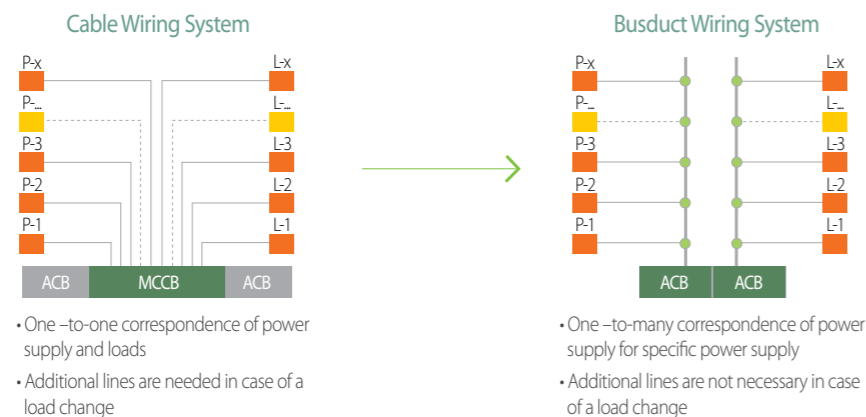 Cable Wiring System
P-x
L-x
P-...
L-...
P-3
L-3
P-2
L-2
P-1
L-1
ACB
MCCB
ACB
• One –to-one correspondence of power
supply and loads
• Additional lines are needed in case of a
load change
Busduct Wiring System
P-x
L-x
P-...
L-...
P-3
L-3
P-2
L-2
P-1
L-1
ACB
ACB
• One –to-many correspondence of power
supply for specific power supply
• Additional lines are not necessary in case
of a load change